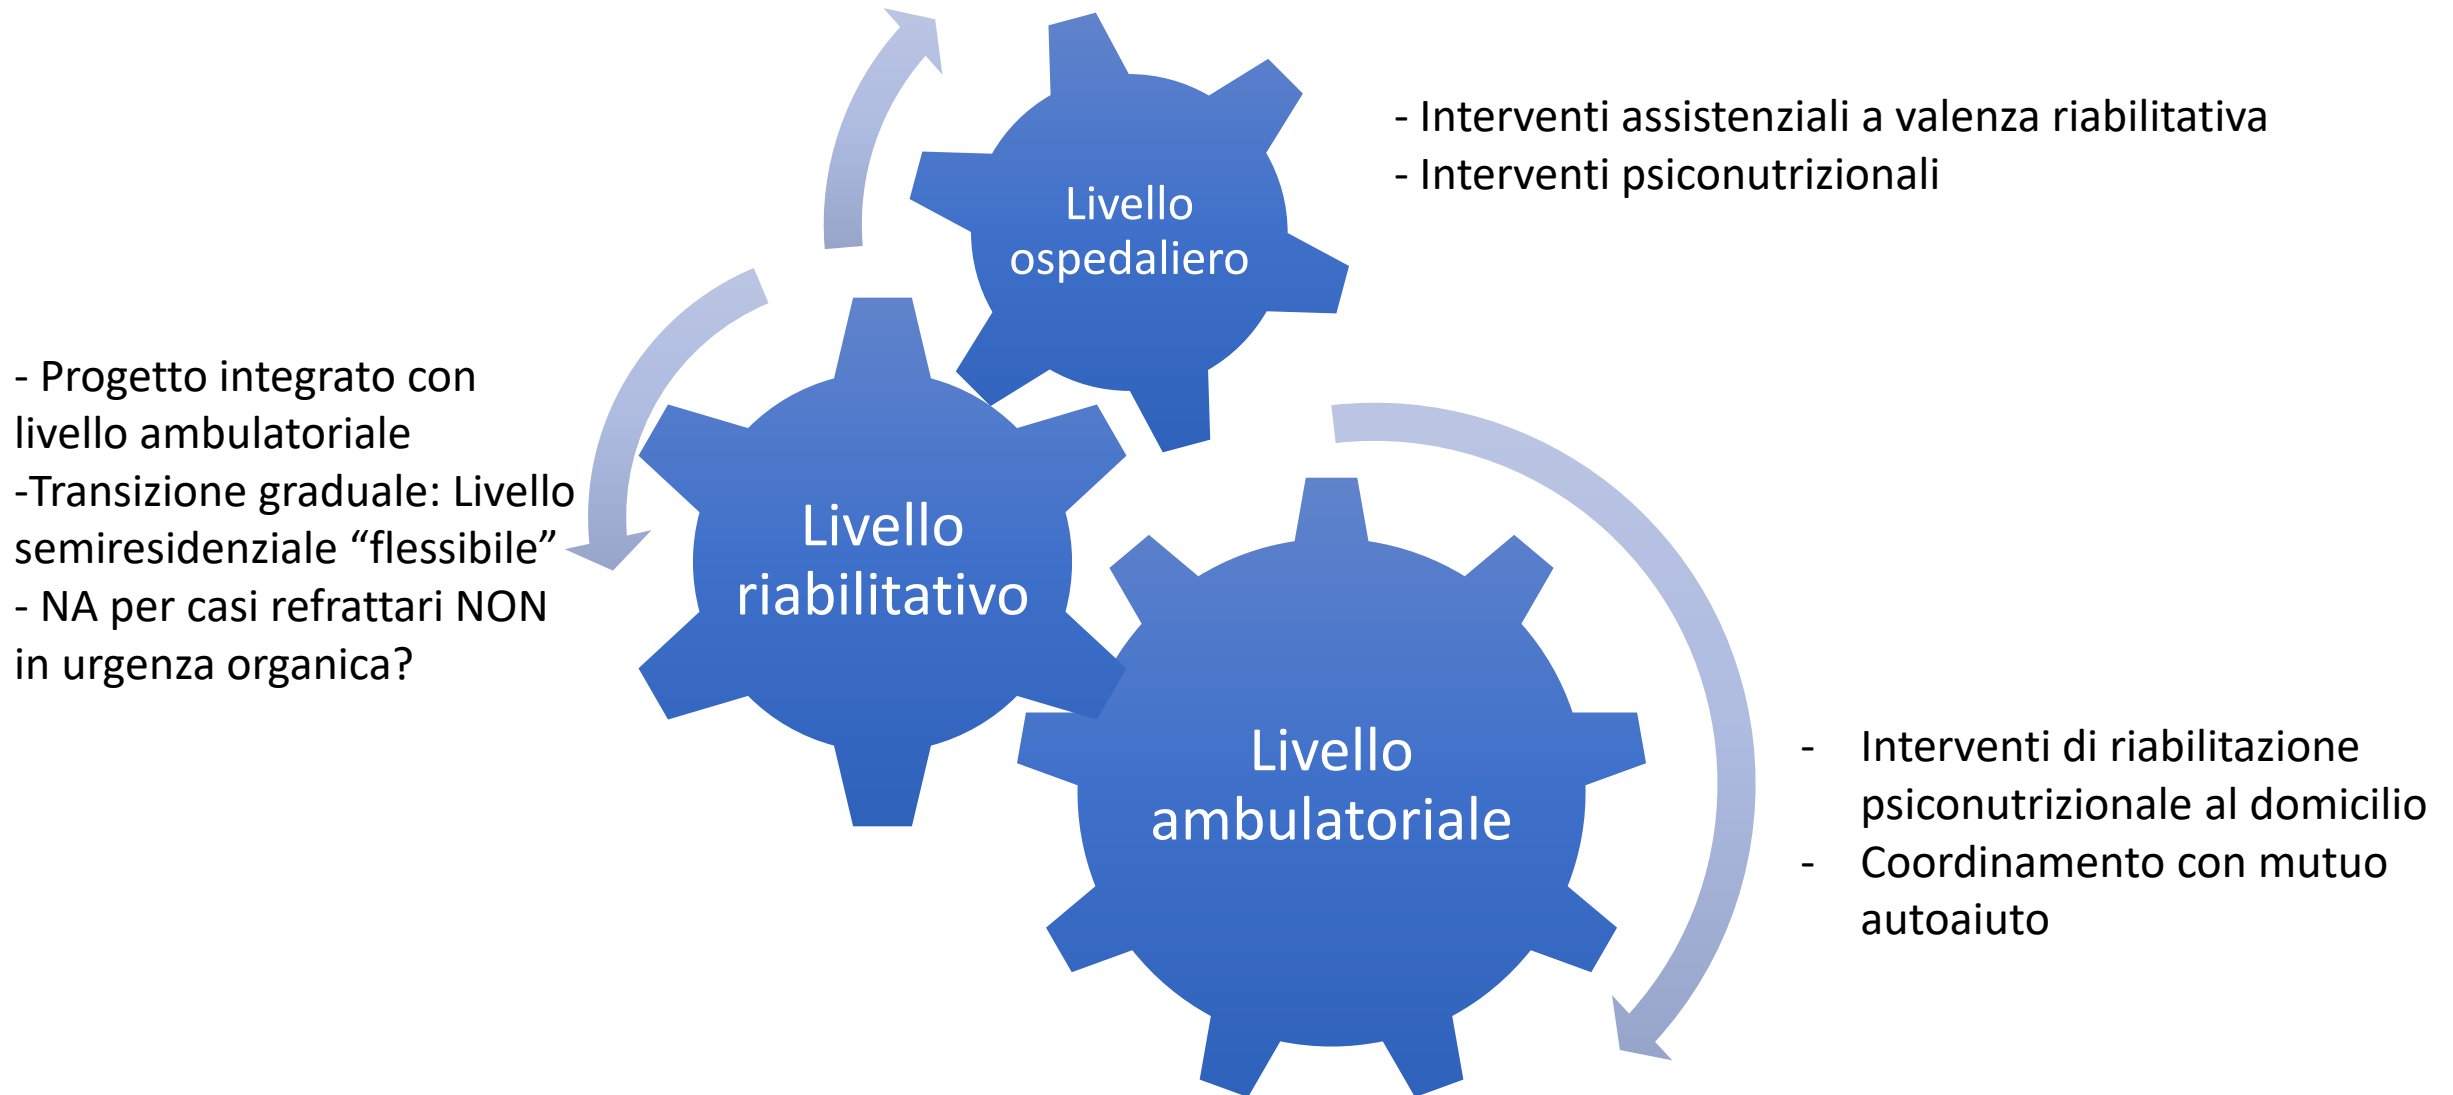 - Interventi assistenziali a valenza riabilitativa
- Interventi psiconutrizionali
Livello
ospedaliero
- Progetto integrato con
livello ambulatoriale
-Transizione graduale: Livello
semiresidenziale “flessibile”
- NA per casi refrattari NON
in urgenza organica?
Livello
riabilitativo
Livello
ambulatoriale
- Interventi di riabilitazione
psiconutrizionale al domicilio
- Coordinamento con mutuo
autoaiuto